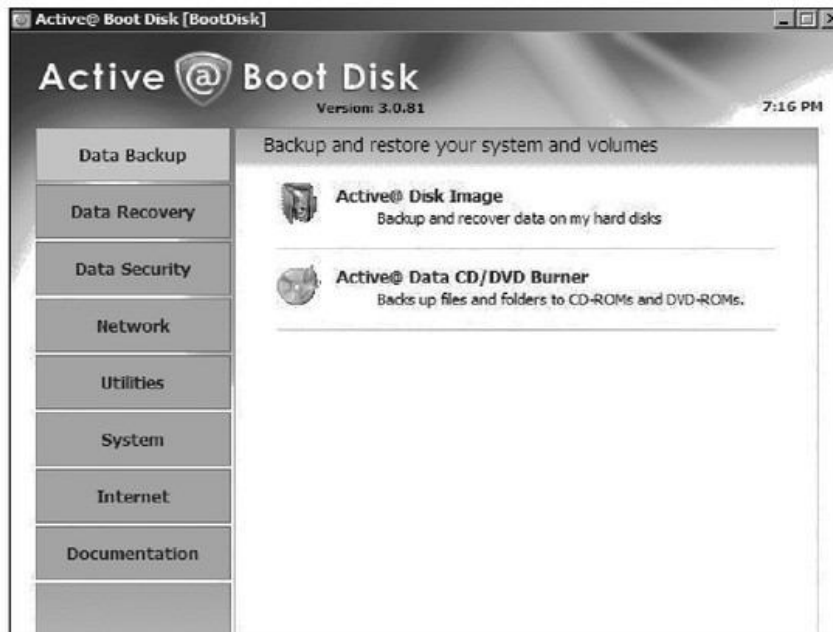 Active@ Boot Disk [BootDisk]
Active @ Boot Disk
Version: 3.0.81
7:16 PM
Data Backup
Data Recovery
Data Security
Network
Utilities
System
Internet
Documentation
Backup and restore your system and volumes
Active@ Disk Image
Backup and recover data on my hard disks
Active@ Data CD/DVD Burner
Backs up files and folders to CD-ROMs and DVD-ROMs.